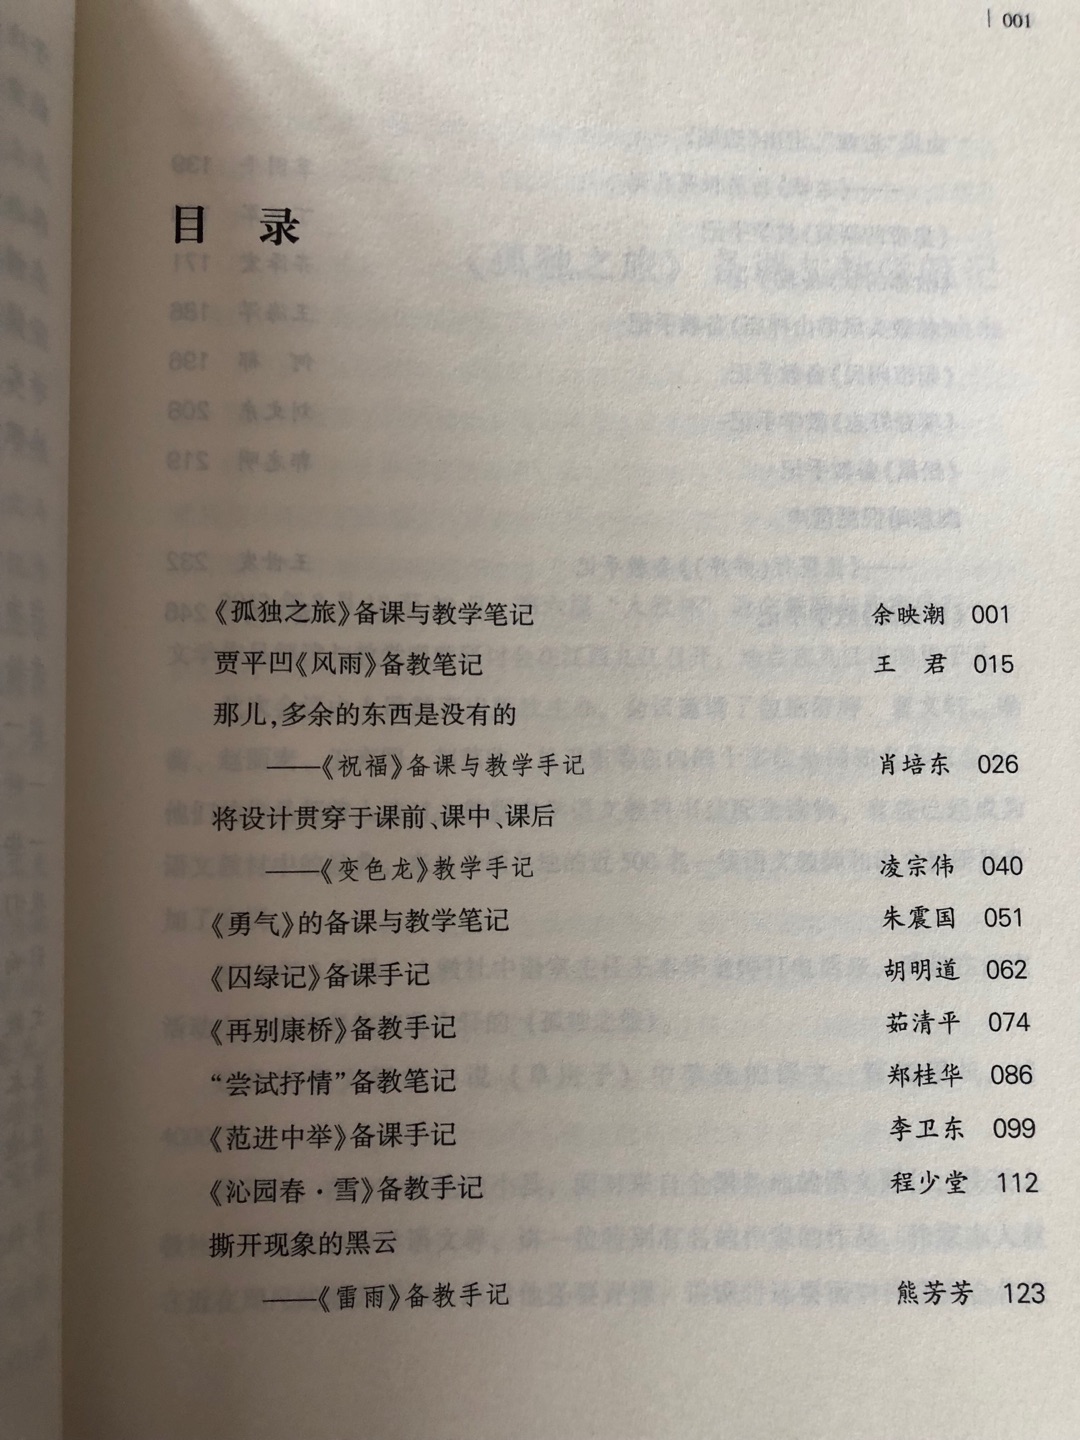 001
目 录
《孤独之旅》备课与教学笔记 余映潮 001
贾平凹《风雨》备教笔记 王 君 015
那儿,多余的东西是没有的
——《祝福》备课与教学手记 肖培东 026
将设计贯穿于课前、课中、课后
——《变色龙》教学手记 凌宗伟 040
《勇气》的备课与教学笔记 朱震国 051
《囚绿记》备课手记 胡明道 062
《再别康桥》备教手记 茹清平 074
“尝试抒情”备教笔记 郑桂华 086
《范进中举》备课手记 李卫东 099
《沁园春·雪》备教手记 程少堂 112
撕开现象的黑云
——《雷雨》备教手记 熊芳芳 123